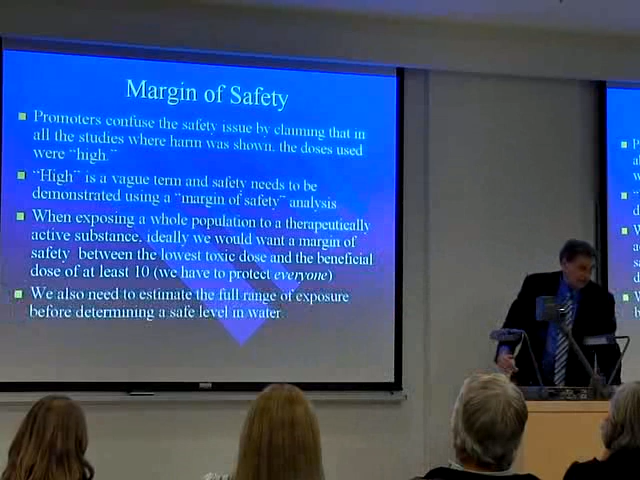 Margin of Safety
Promoters confuse the safety issue by claiming that in
all the studies where harm was shown, the doses used
were “high.”
“High” is a vague term and safety needs to be
demonstrated using a “margin of safety” analysis
When exposing a whole population to a therapeutically
active substance, ideally we would want a margin of
safety between the lowest toxic dose and the beneficial
dose of at least 10 (we have to protect everyone)
We also need to estimate the full range of exposure
before determining a safe level in water.